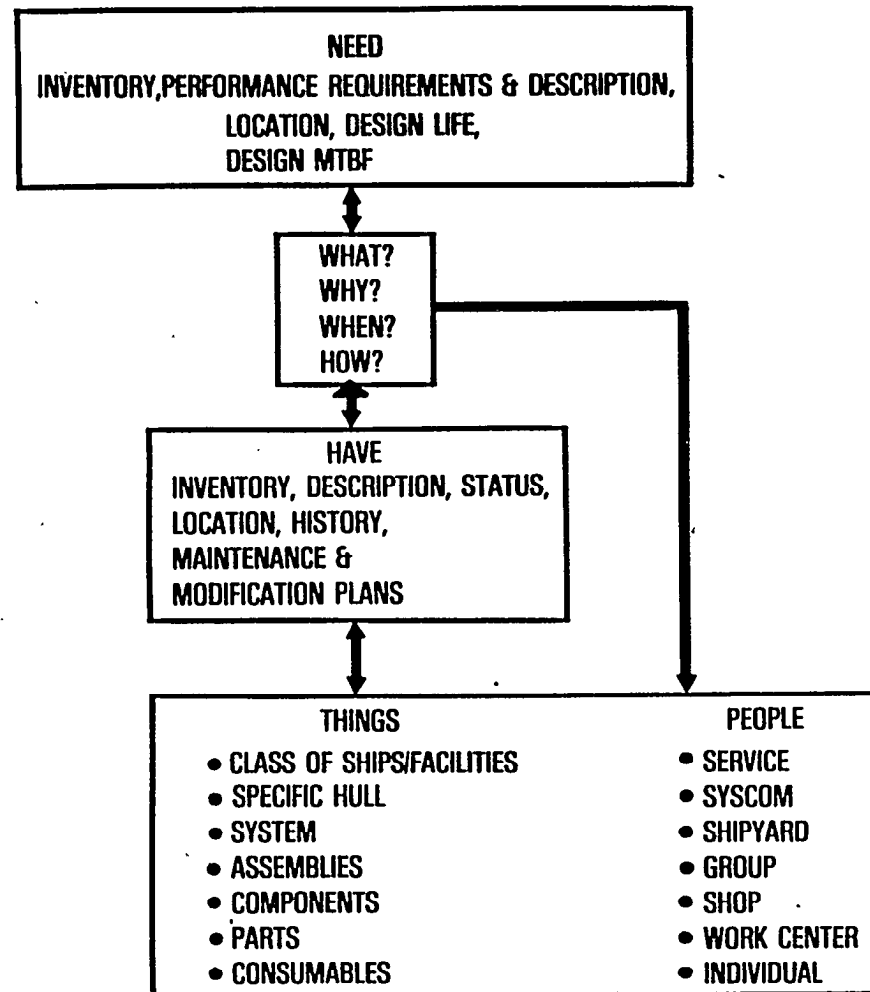 NEED
INVENTORY,PERFORMANCE REQUIREMENTS & DESCRIPTION,
LOCATION, DESIGN LIFE,
DESIGN MTBF
WHAT?
WHY?
WHEN?
HOW?
HAVE
INVENTORY, DESCRIPTION, STATUS,
LOCATION, HISTORY,
MAINTENANCE &
MODIFICATION PLANS
THINGS
• CLASS OF SHIPS/FACILITIES
• SPECIFIC HULL
• SYSTEM
• ASSEMBLIES
• COMPONENTS
• PARTS
• CONSUMABLES
PEOPLE
• SERVICE
• SYSCOM
• SHIPYARD
• GROUP
• SHOP
• WORK CENTER
• INDIVIDUAL